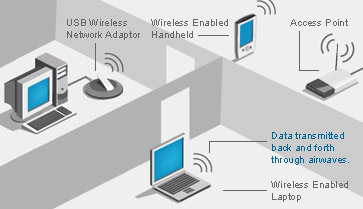 USB Wireless
Network Adaptor
Wireless Enabled
Handheld
Access Point
Data transmitted
back and forth
through airwaves.
Wireless Enabled
Laptop